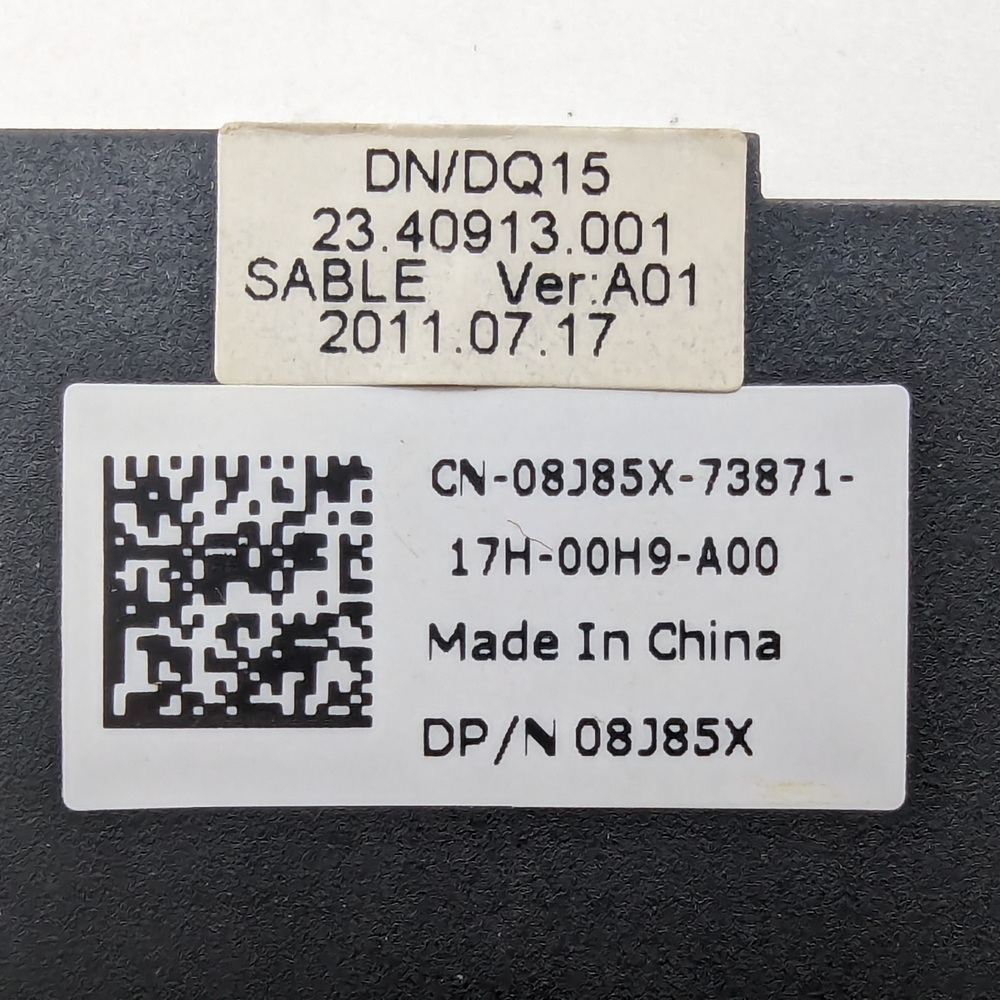 DN/DQ15
23.40913.001
SABLE Ver:A01
2011.07.17
CN-08J85X-73871-
17H-00H9-A00
Made In China
DP/N 08J85X